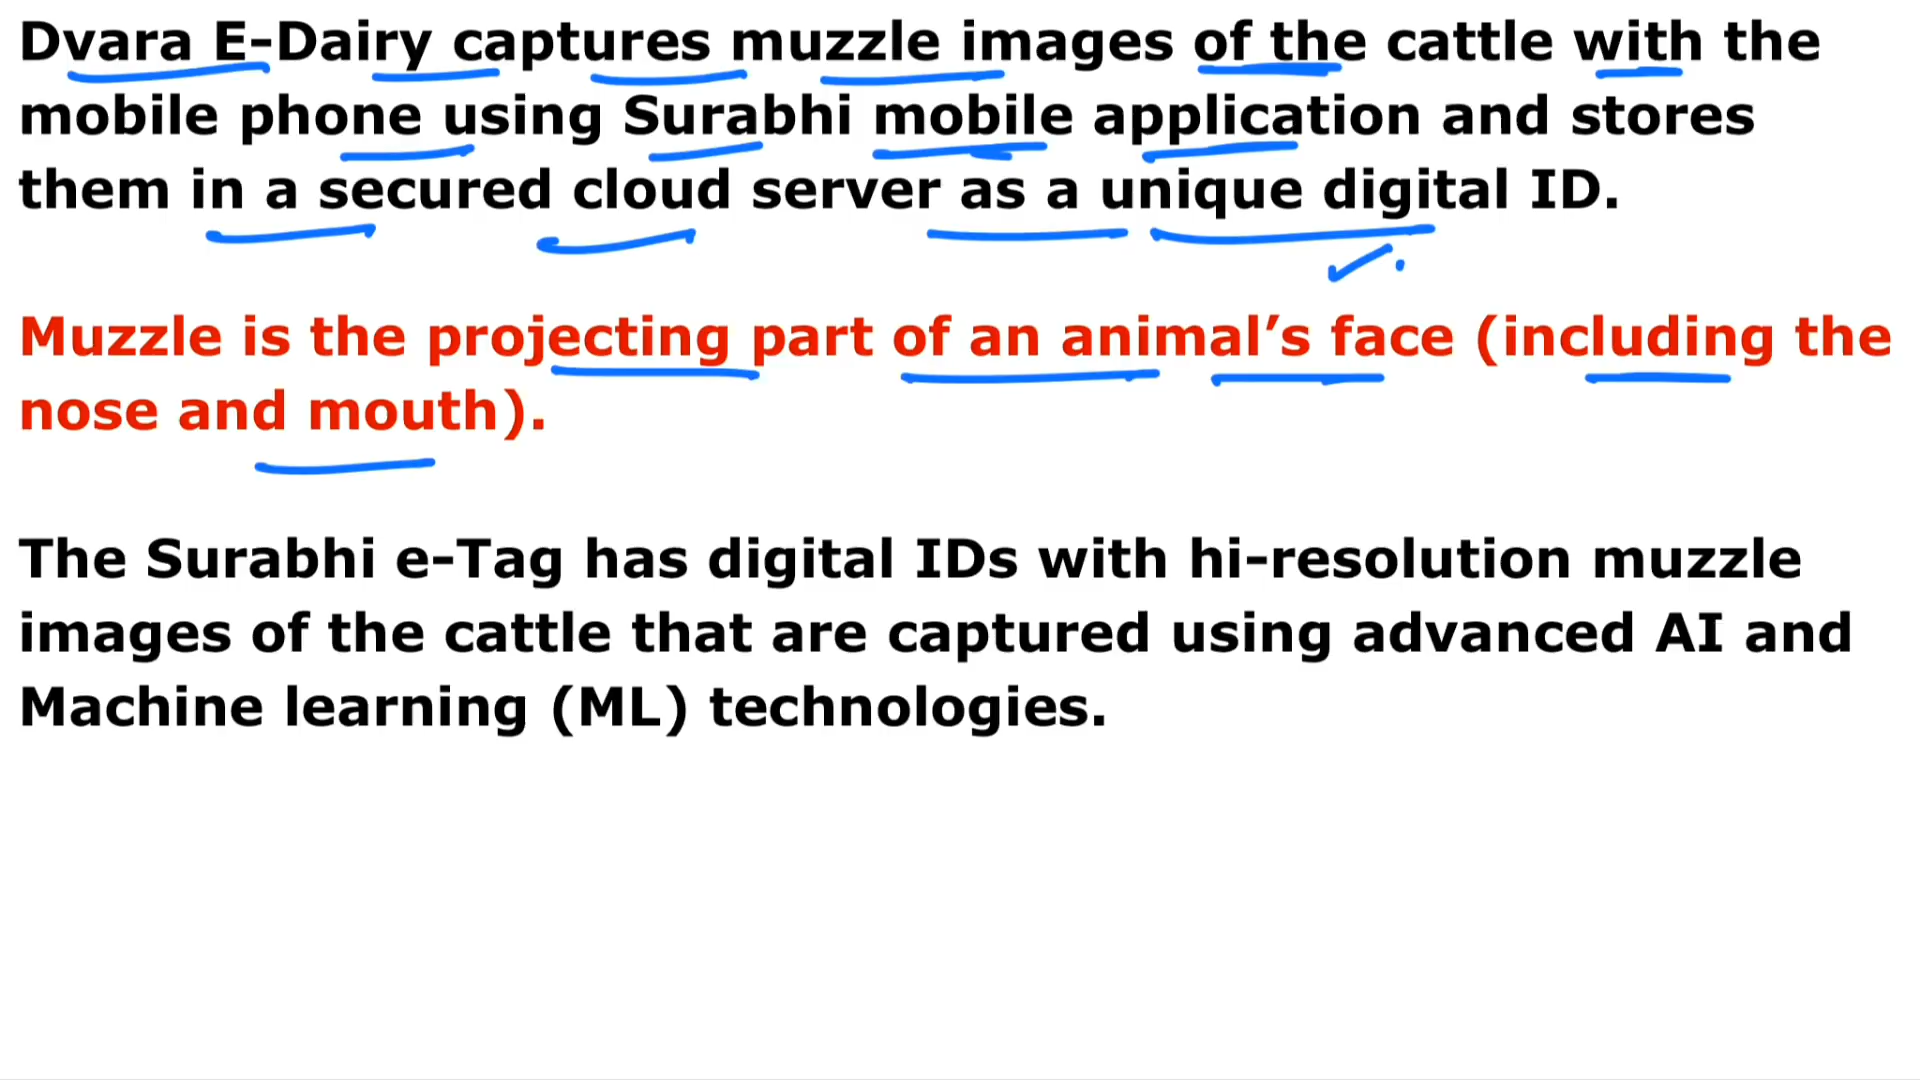 Dvara E-Dairy captures muzzle images of the cattle with the
mobile phone using Surabhi mobile application and stores
them in a secured cloud server as a unique digital ID.
Muzzle is the projecting part of an animal’s face (including the
nose and mouth).
The Surabhi e-Tag has digital IDs with hi-resolution muzzle
images of the cattle that are captured using advanced AI and
Machine learning (ML) technologies.